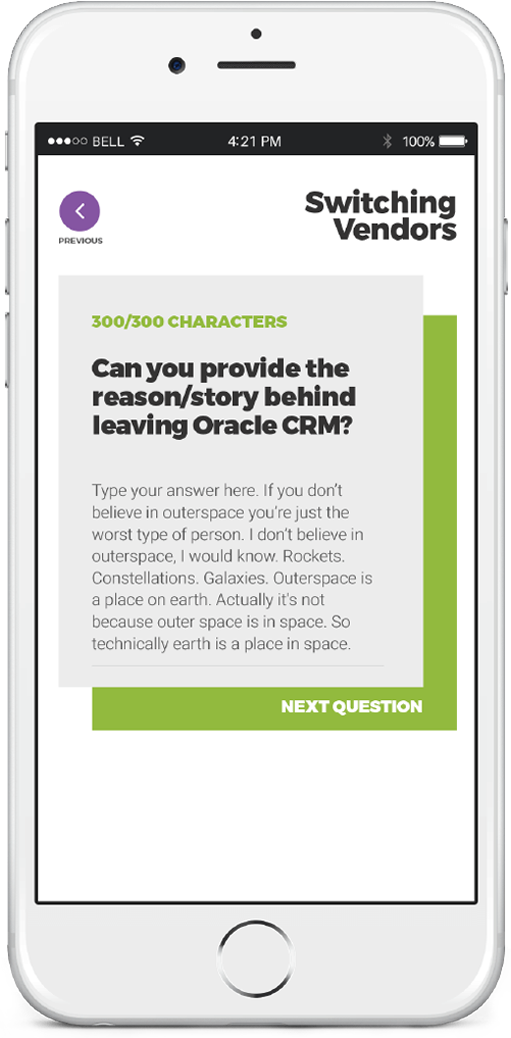 BELL
4:21 PM
100%
PREVIOUS
Switching
Vendors
300/300 CHARACTERS
Can you provide the
reason/story behind
leaving Oracle CRM?
Type your answer here. If you don't
believe in outerspace you're just the
worst type of person. I don't believe in
outerspace, I would know. Rockets.
Constellations. Galaxies. Outerspace is
a place on earth. Actually it's not
because outer space is in space. So
technically earth is a place in space.
NEXT QUESTION